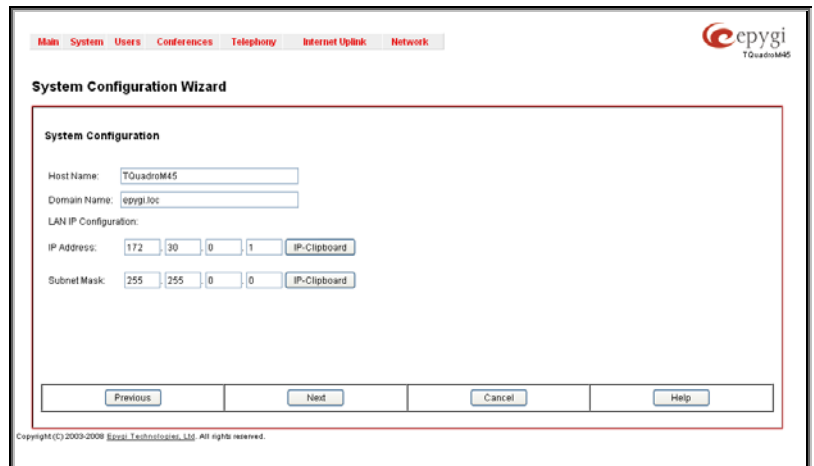 Main System Users Conferences Telephony Internet Uplink Network
epygi
TQuadroM45
System Configuration Wizard
System Configuration
Host Name: TQuadroM45
Domain Name: epygi.loc
LAN IP Configuration:
IP Address: 172 . 30 . 0 . 1 IP-Clipboard
Subnet Mask: 255 . 255 . 0 . 0 IP-Clipboard
Previous Next Cancel Help
Copyright (C) 2003-2008 Epygi Technologies, Ltd. All rights reserved.